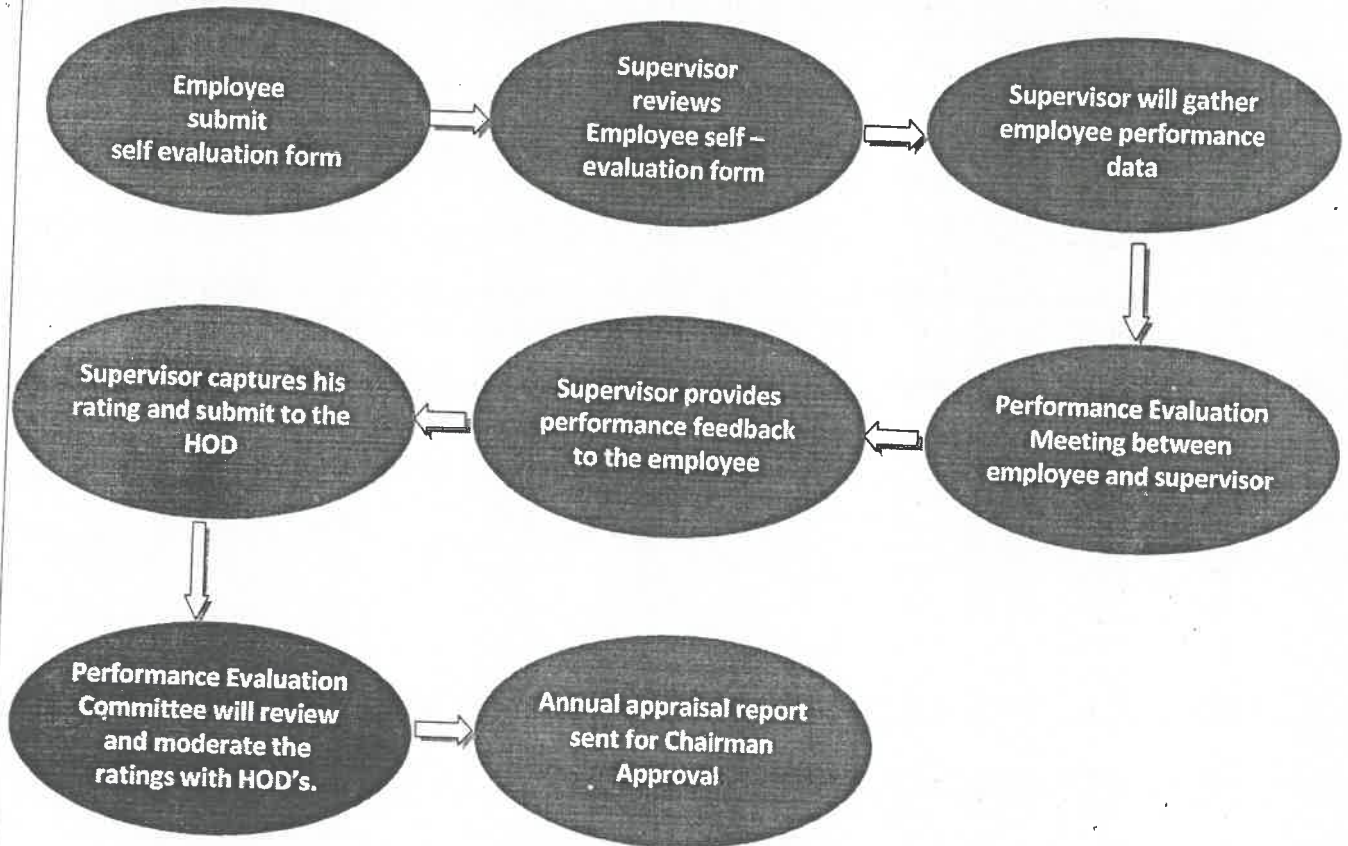 Employee
submit
self evaluation form
Supervisor
reviews
Employee self –
evaluation form
Supervisor will gather
employee performance
data
Performance Evaluation
Meeting between
employee and supervisor
Supervisor provides
performance feedback
to the employee
Supervisor captures his
rating and submit to the
HOD
Performance Evaluation
Committee will review
and moderate the
ratings with HOD's.
Annual appraisal report
sent for Chairman
Approval